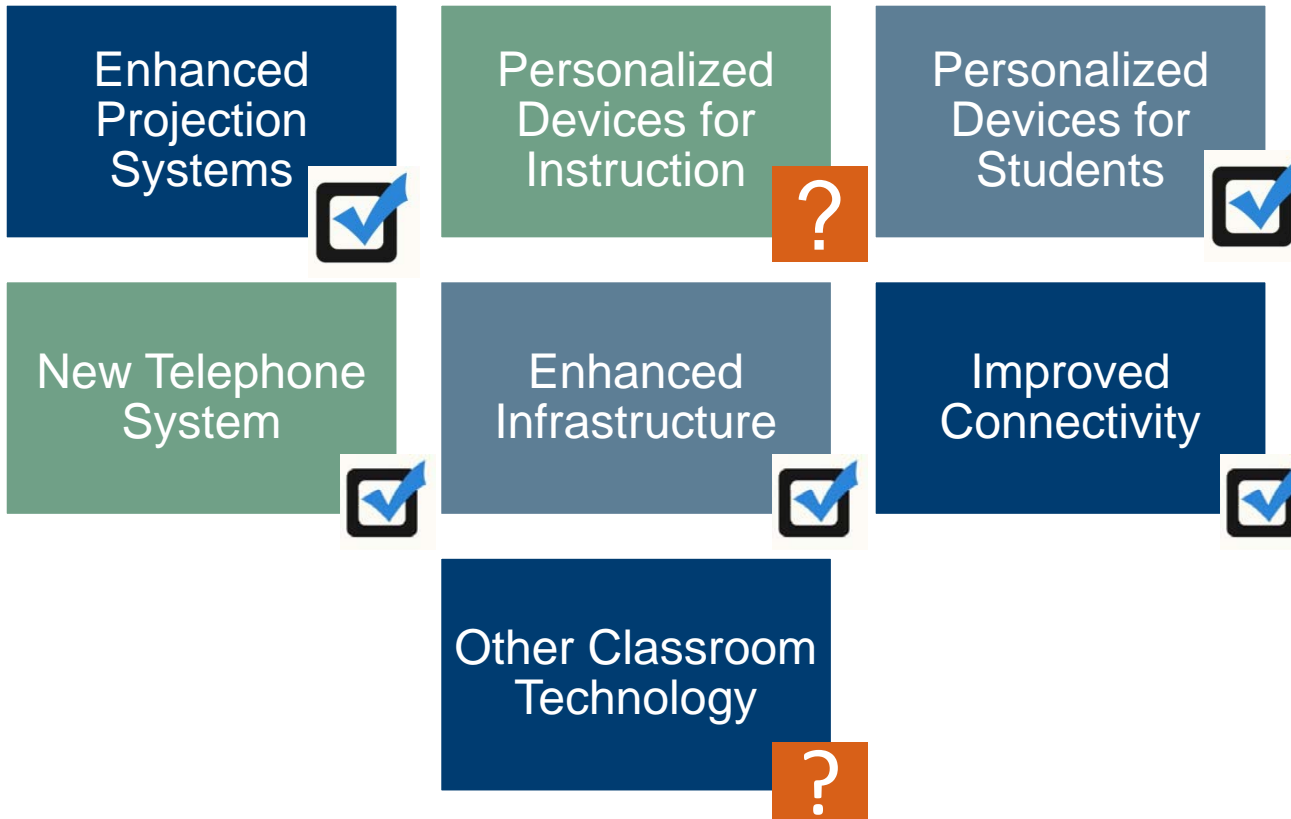 Enhanced
Projection
Systems
Personalized
Devices for
Instruction
?
Personalized
Devices for
Students
New Telephone
System
Enhanced
Infrastructure
Improved
Connectivity
Other Classroom
Technology
?